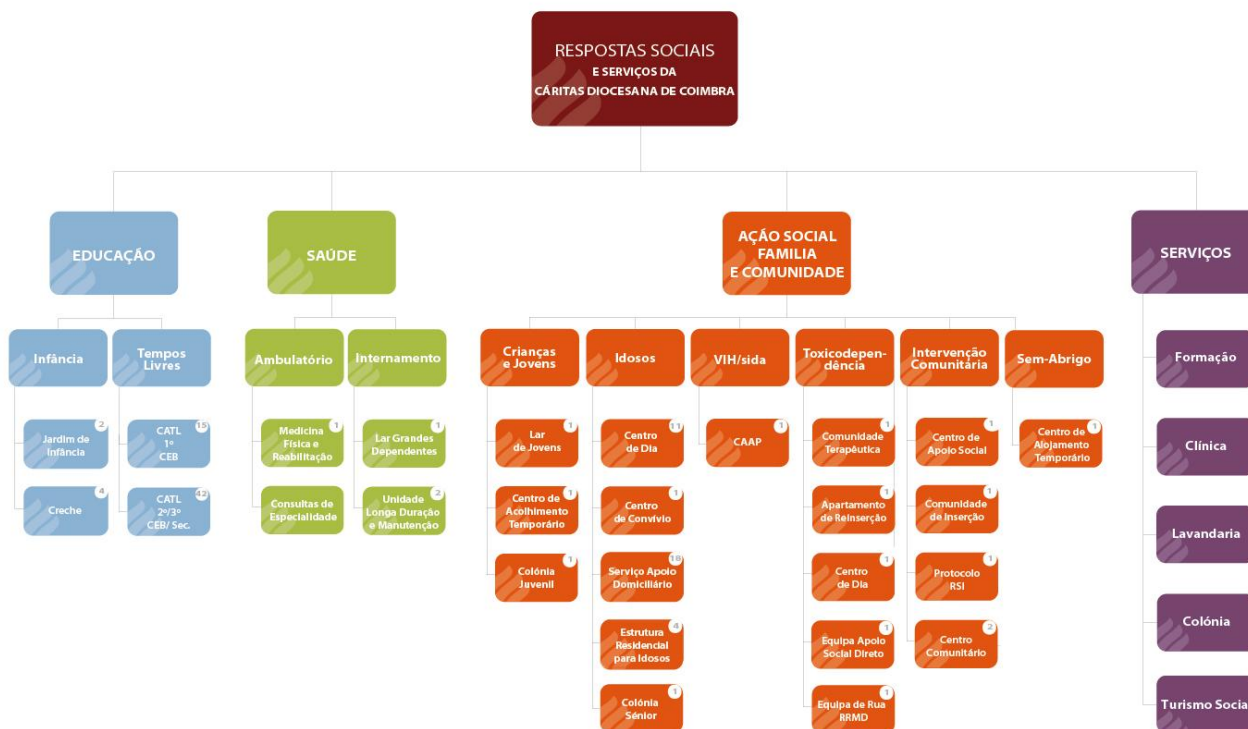 RESPOSTAS SOCIAIS
E SERVIÇOS DA
CÁRITAS DIOCESANA DE COIMBRA
EDUCAÇÃO
SAÚDE
AÇÃO SOCIAL
FAMILIA
E COMUNIDADE
SERVIÇOS
Infância
Tempos
Livres
Ambulatório
Internamento
Crianças
e Jovens
Idosos
VIH/sida
Toxicodepen-
dência
Intervenção
Comunitária
Sem-Abrigo
Formação
2
Jardim de
Infância
4
Creche
15
CATL
1º
CEB
42
CATL
2º/3º
CEB/ Sec.
1
Medicina
Física e
Reabilitação
Consultas de
Especialidade
1
Lar Grandes
Dependentes
2
Unidade
Longa Duração
e Manutenção
1
Lar
de Jovens
1
Centro de
Acolhimento
Temporário
1
Colónia
Juvenil
11
Centro
de Dia
1
Centro
de Convívio
16
Serviço Apoio
Domiciliário
4
Estrutura
Residencial
para Idosos
1
Colónia
Sénior
1
CAAP
1
Comunidade
Terapêutica
1
Apartamento
de Reinserção
1
Centro
de Dia
1
Equipa Apoio
Social Direto
1
Equipa de Rua
RRMD
1
Centro de
Apoio Social
1
Comunidade
de Inserção
1
Protocolo
RSI
2
Centro
Comunitário
1
Centro de
Alojamento
Temporário
Clínica
Lavandaria
Colónia
Turismo Social